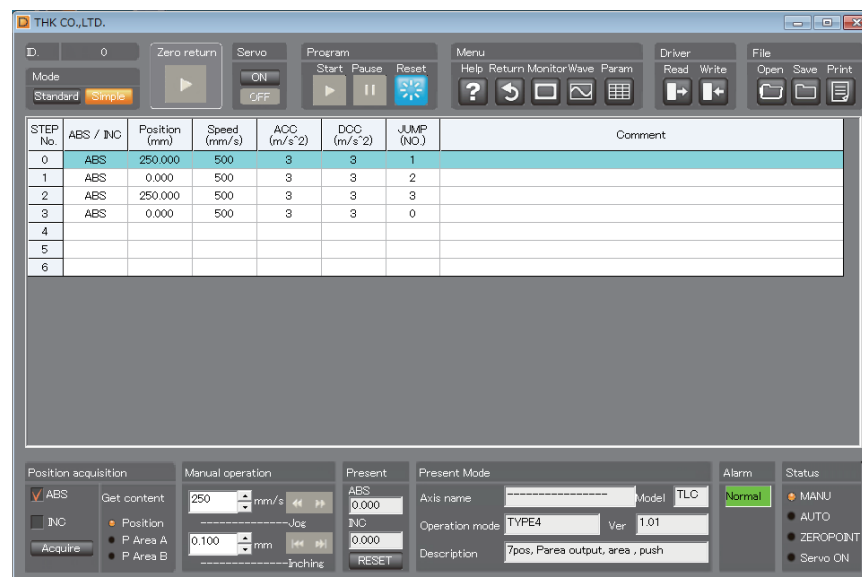 THK CO.,LTD.
ID. 0 Zero return Servo Program Menu Driver File
Start Pause Reset Help Return Monitor Wave Param Read Write Open Save Print
Mode ON
Standard Simple OFF
STEP No. ABS / INC Position (mm) Speed (mm/s) ACC (m/s^2) DCC (m/s^2) JUMP (NO.) Comment
0 ABS 250.000 500 3 3 1
1 ABS 0.000 500 3 3 2
2 ABS 250.000 500 3 3 3
3 ABS 0.000 500 3 3 0
4
5
6
Position acquisition Manual operation Present Present Mode Alarm Status
ABS Get content 250 mm/s ABS 0.000 Axis name ---------------- Model TLC Normal MANU
INC Position --------------Jog INC Operation mode TYPE4 Ver 1.01 AUTO
P Area A 0.100 mm 0.000 ZEROPOINT
Acquire P Area B --------------Inching RESET Description 7pos, Parea output, area , push Servo ON